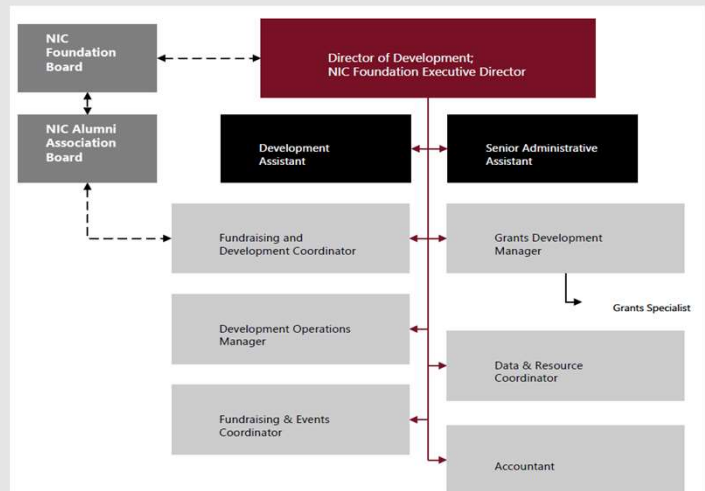 NIC
Foundation
Board
Director of Development;
NIC Foundation Executive Director
NIC Alumni
Association
Board
Development
Assistant
Senior Administrative
Assistant
Fundraising and
Development Coordinator
Grants Development
Manager
Grants Specialist
Development Operations
Manager
Data & Resource
Coordinator
Fundraising & Events
Coordinator
Accountant